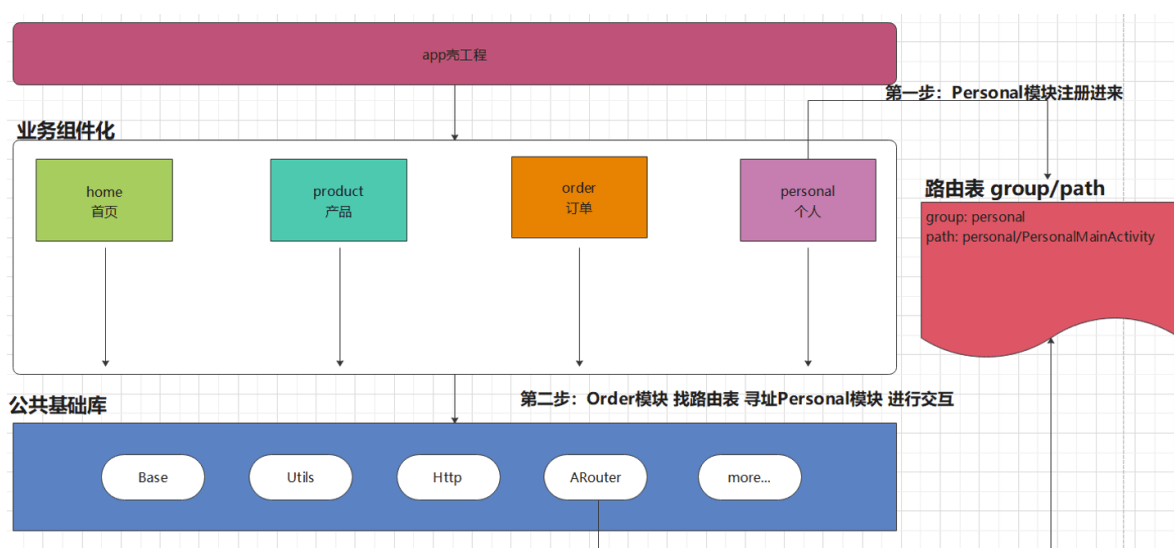 app壳工程
第一步：Personal模块注册进来
业务组件化
home
首页
product
产品
order
订单
personal
个人
路由表 group/path
group: personal
path: personal/PersonalMainActivity
第二步：Order模块 找路由表 寻址Personal模块 进行交互
公共基础库
Base
Utils
Http
ARouter
more...